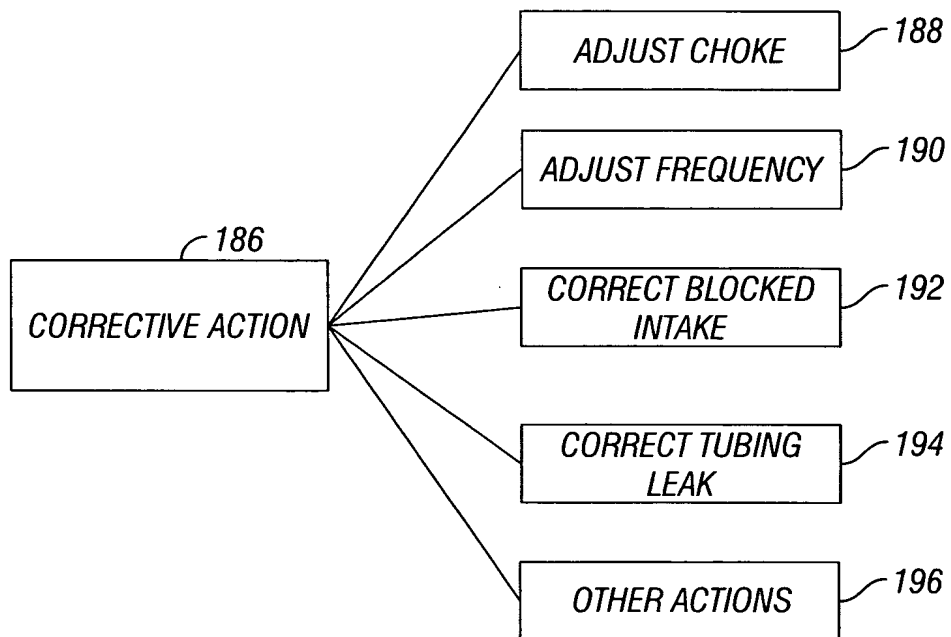 188
ADJUST CHOKE
190
ADJUST FREQUENCY
186
CORRECTIVE ACTION
192
CORRECT BLOCKED
INTAKE
194
CORRECT TUBING
LEAK
196
OTHER ACTIONS